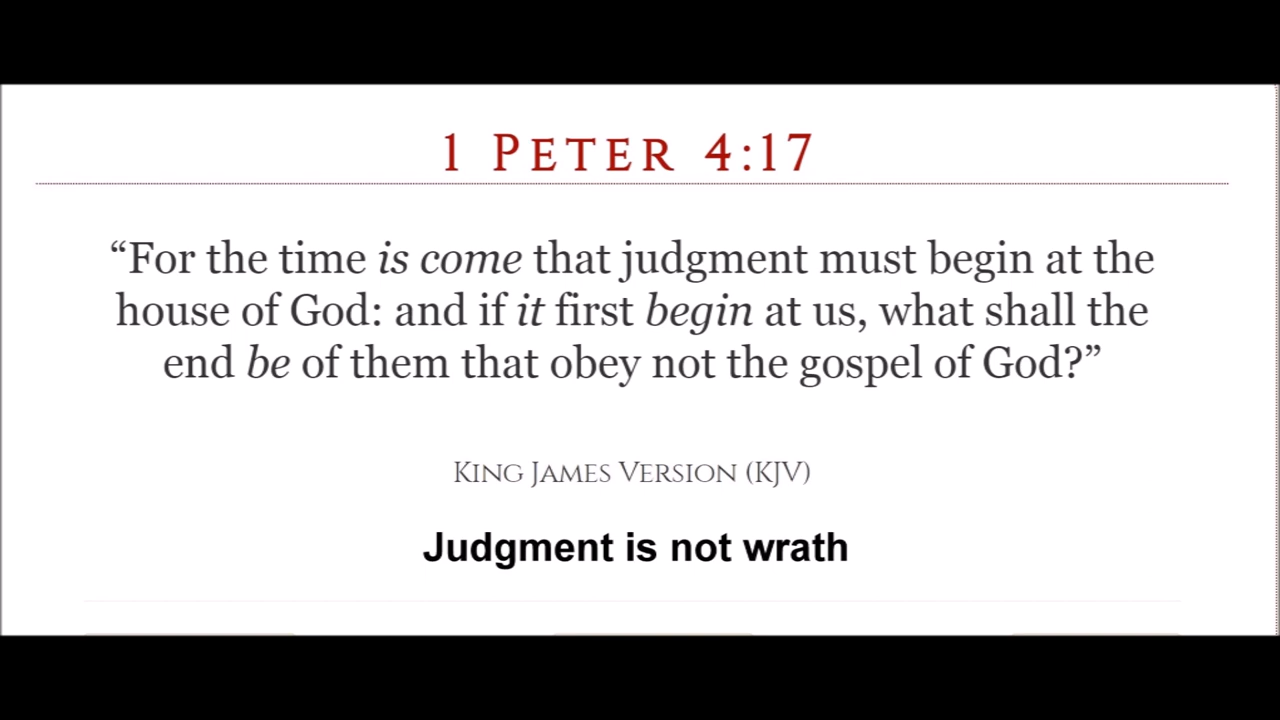 1 Peter 4:17
“For the time is come that judgment must begin at the
house of God: and if it first begin at us, what shall the
end be of them that obey not the gospel of God?”
King James Version (KJV)
Judgment is not wrath